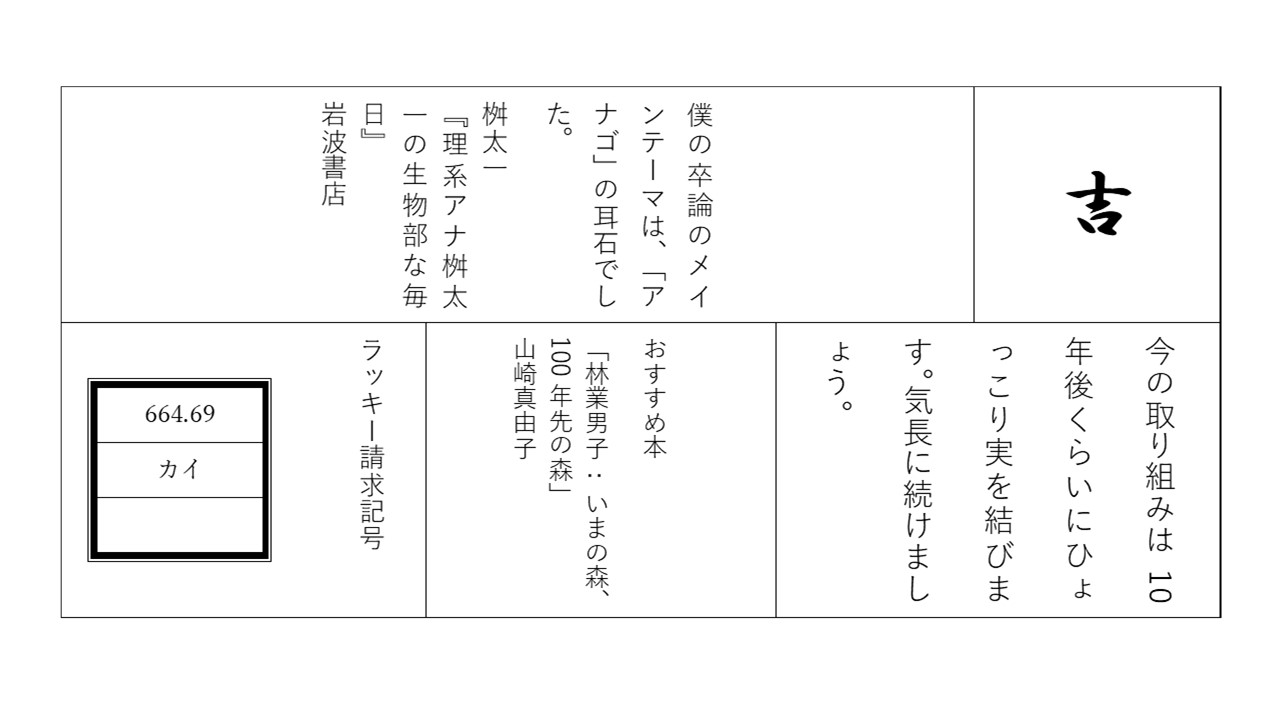 吉
僕の卒論のメイ
ンテーマは、「ア
ナゴ」の耳石でし
た。
桝太一
『理系アナ桝太
一の生物部な毎
日』
岩波書店
今の取り組みは 10
年後くらいにひょ
っこり実を結びま
す。気長に続けまし
ょう。
おすすめ本
「林業男子：いまの森、
100 年先の森」
山崎真由子
ラッキー請求記号
664.69
カイ